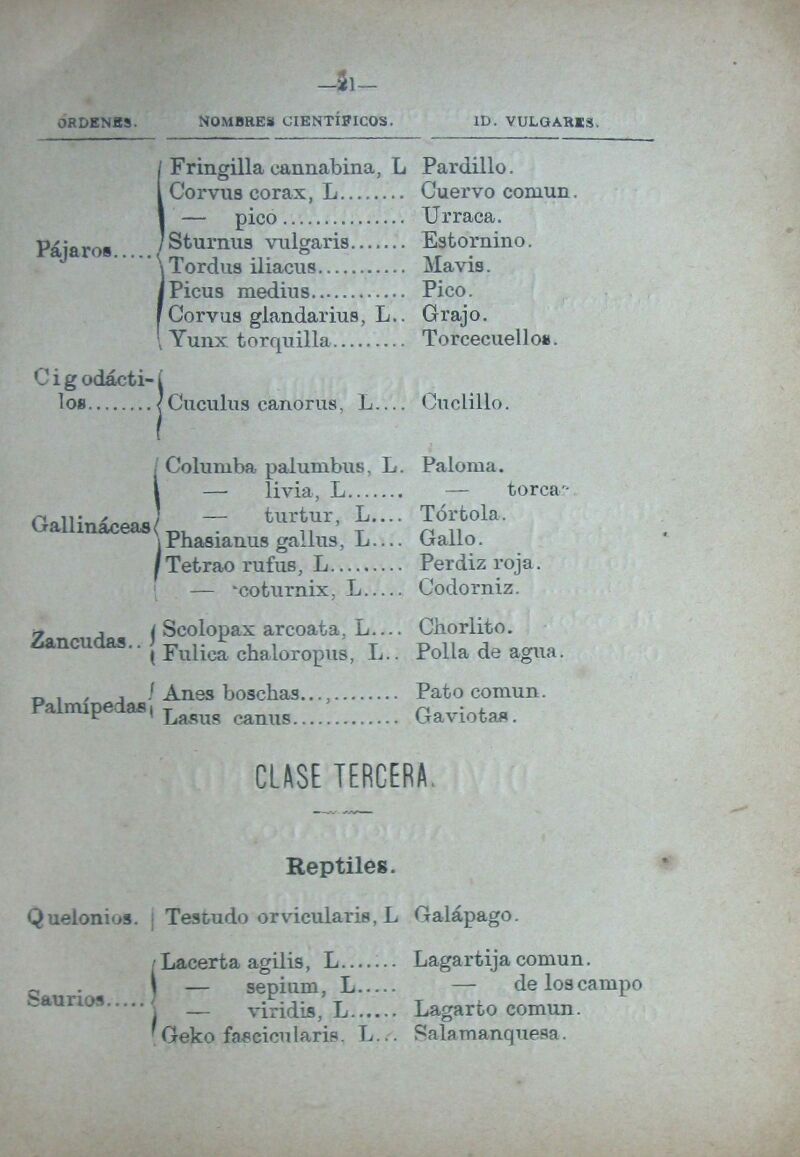 —21—
ÓRDENES. NOMBRES CIENTÍFICOS. ID. VULGARES.
Fringilla cannabina, L Pardillo.
Corvus corax, L........ Cuervo comun.
— pico............... Urraca.
Pájaros..... Sturnus vulgaris....... Estornino.
Tordus iliacus........... Mavis.
Picus medius............. Pico.
Corvus glandarius, L.. Grajo.
Yunx torquilla......... Torcecuellos.
Cigodácti-
los........ Cuculus canorus, L.... Cuclillo.
Columba palumbus, L. Paloma.
— livia, L....... — torcaz
— turtur, L.... Tórtola.
Gallináceas Phasianus gallus, L.... Gallo.
Tetrao rufus, L.......... Perdiz roja.
— coturnix, L..... Codorniz.
Zancudas.. Scolopax arcoata, L.... Chorlito.
Fulica chaloropus, L.. Polla de agua.
Palmípedas Anes boschas............ Pato comun.
Lasus canus............. Gaviotas.
CLASE TERCERA.
Reptiles.
Quelonios. Testudo orvicularis, L Galápago.
Lacerta agilis, L....... Lagartija comun.
— sepium, L..... — de los campo
Saurios..... — viridis, L...... Lagarto comun.
Geko fascicularis. L... Salamanquesa.